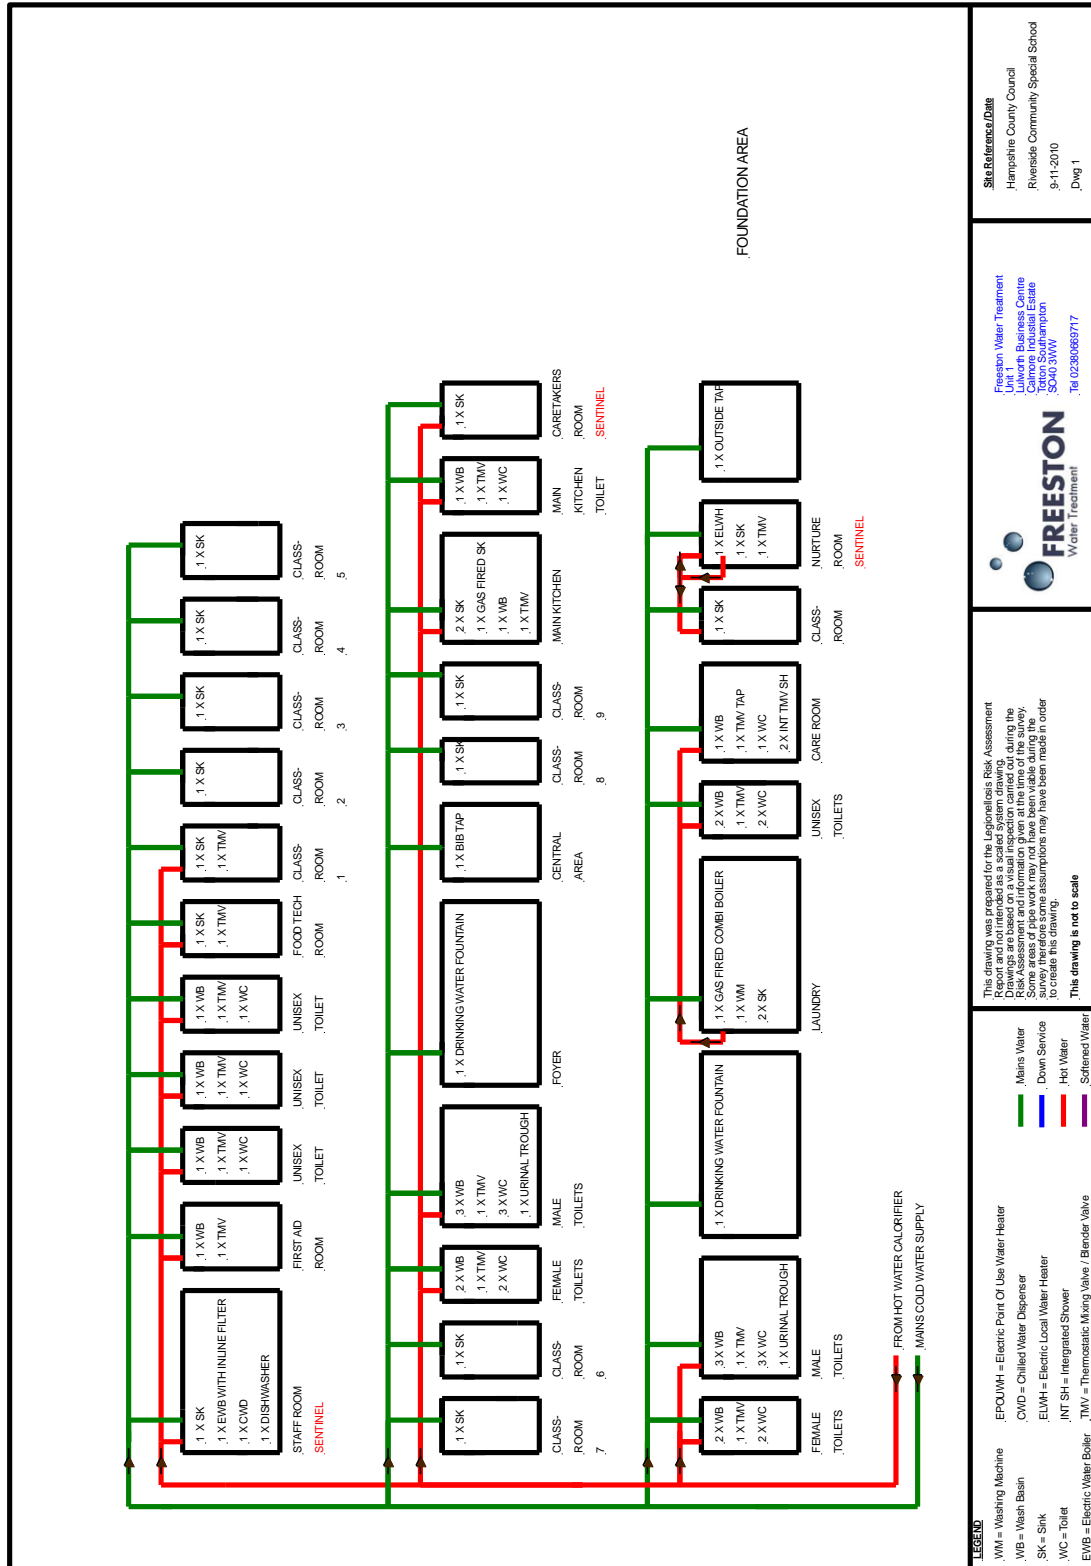 1 X SK
1 X EWB WITH INLINE FILTER
1 X CWD
1 X DISHWASHER
STAFF ROOM
SENTINEL
1 X WB
1 X TMV
FIRST AID
ROOM
1 X WB
1 X TMV
1 X WC
UNISEX
TOILET
1 X WB
1 X TMV
1 X WC
UNISEX
TOILET
1 X WB
1 X TMV
1 X WC
UNISEX
TOILET
1 X SK
1 X TMV
FOOD TECH
ROOM
1 X SK
1 X TMV
CLASS-
ROOM
1
1 X SK
CLASS-
ROOM
2
1 X SK
CLASS-
ROOM
3
1 X SK
CLASS-
ROOM
4
1 X SK
CLASS-
ROOM
5
1 X SK
CLASS-
ROOM
7
1 X SK
CLASS-
ROOM
6
2 X WB
1 X TMV
2 X WC
FEMALE
TOILETS
3 X WB
1 X TMV
3 X WC
1 X URINAL TROUGH
MALE
TOILETS
1 X DRINKING WATER FOUNTAIN
FOYER
1 X BIB TAP
CENTRAL
AREA
1 X SK
CLASS-
ROOM
8
1 X SK
CLASS-
ROOM
9
2 X SK
1 X GAS FIRED SK
1 X WB
1 X TMV
MAIN KITCHEN
1 X WB
1 X TMV
1 X WC
MAIN
KITCHEN
TOILET
1 X SK
CARETAKERS
ROOM
SENTINEL
2 X WB
1 X TMV
2 X WC
FEMALE
TOILETS
3 X WB
1 X TMV
3 X WC
1 X URINAL TROUGH
MALE
TOILETS
1 X DRINKING WATER FOUNTAIN
1 X GAS FIRED COMBI BOILER
1 X WM
2 X SK
LAUNDRY
2 X WB
1 X TMV
2 X WC
UNISEX
TOILETS
1 X WB
1 X TMV TAP
1 X WC
2 X INT TMV SH
CARE ROOM
1 X SK
CLASS-
ROOM
1 X ELWH
1 X SK
1 X TMV
NURTURE
ROOM
SENTINEL
1 X OUTSIDE TAP
FOUNDATION AREA
FROM HOT WATER CALORIFIER
MAINS COLD WATER SUPPLY
LEGEND
WM = Washing Machine
WB = Wash Basin
SK = Sink
WC = Toilet
EWB = Electric Water Boiler
EPOUWH = Electric Point Of Use Water Heater
CWD = Chilled Water Dispenser
ELWH = Electric Local Water Heater
INT SH = Intergrated Shower
TMV = Thermostatic Mixing Valve / Blender Valve
Mains Water
Down Service
Hot Water
Softened Water
This drawing was prepared for the Legionellosis Risk Assessment
Report and not intended as a scaled system drawing.
Drawings are based on a visual inspection carried out during the
Risk Assessment and information given at the time of the survey.
Some areas of pipe work may not have been viable during the
survey therefore some assumptions may have been made in order
to create this drawing.
This drawing is not to scale
FREESTON
Water Treatment
Freeston Water Treatment
Unit 1
Lulworth Business Centre
Calmore Industial Estate
Totton Southampton
SO40 3WW
Tel 02380669717
Site Reference/Date
Hampshire County Council
Riverside Community Special School
9-11-2010
Dwg 1